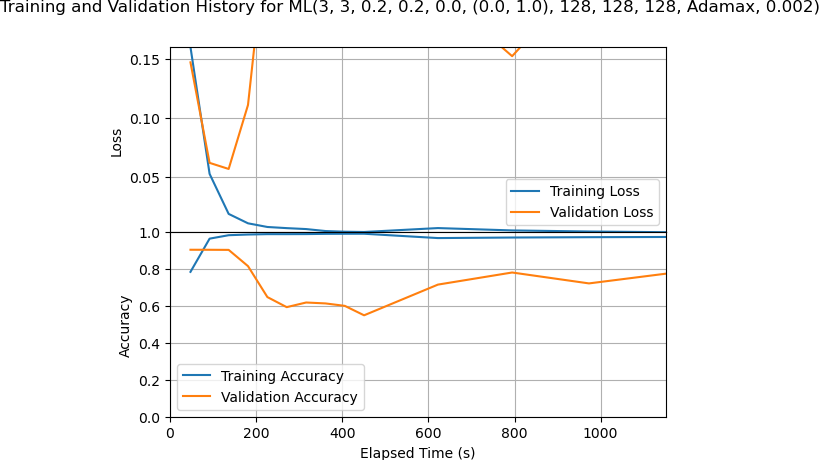 Training and Validation History for ML(3, 3, 0.2, 0.2, 0.0, (0.0, 1.0), 128, 128, 128, Adamax, 0.002)
0.15
0.10
0.05
Loss
Training Loss
Validation Loss
1.0
0.8
0.6
0.4
0.2
0.0
Accuracy
Training Accuracy
Validation Accuracy
0 200 400 600 800 1000
Elapsed Time (s)